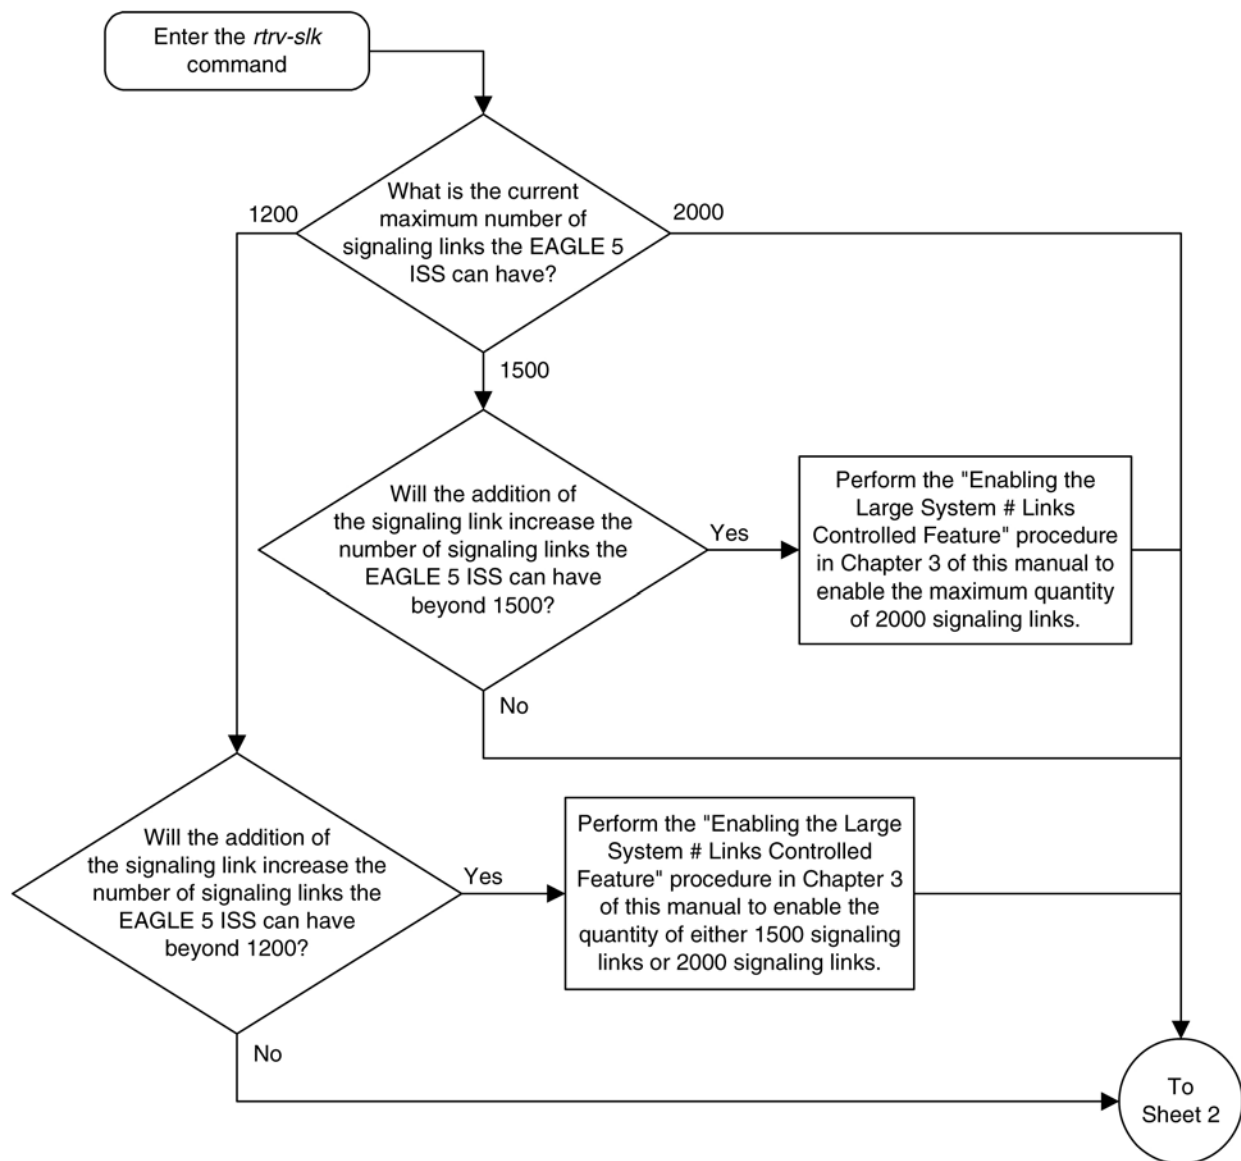 Enter the rtrv-slk
command
What is the current
maximum number of
signaling links the EAGLE 5
ISS can have?
1200
2000
1500
Will the addition of
the signaling link increase the
number of signaling links the
EAGLE 5 ISS can have
beyond 1500?
Yes
Perform the "Enabling the
Large System # Links
Controlled Feature" procedure
in Chapter 3 of this manual to
enable the maximum quantity
of 2000 signaling links.
No
Will the addition of
the signaling link increase the
number of signaling links the
EAGLE 5 ISS can have
beyond 1200?
Yes
Perform the "Enabling the Large
System # Links Controlled
Feature" procedure in Chapter 3
of this manual to enable the
quantity of either 1500 signaling
links or 2000 signaling links.
No
To
Sheet 2